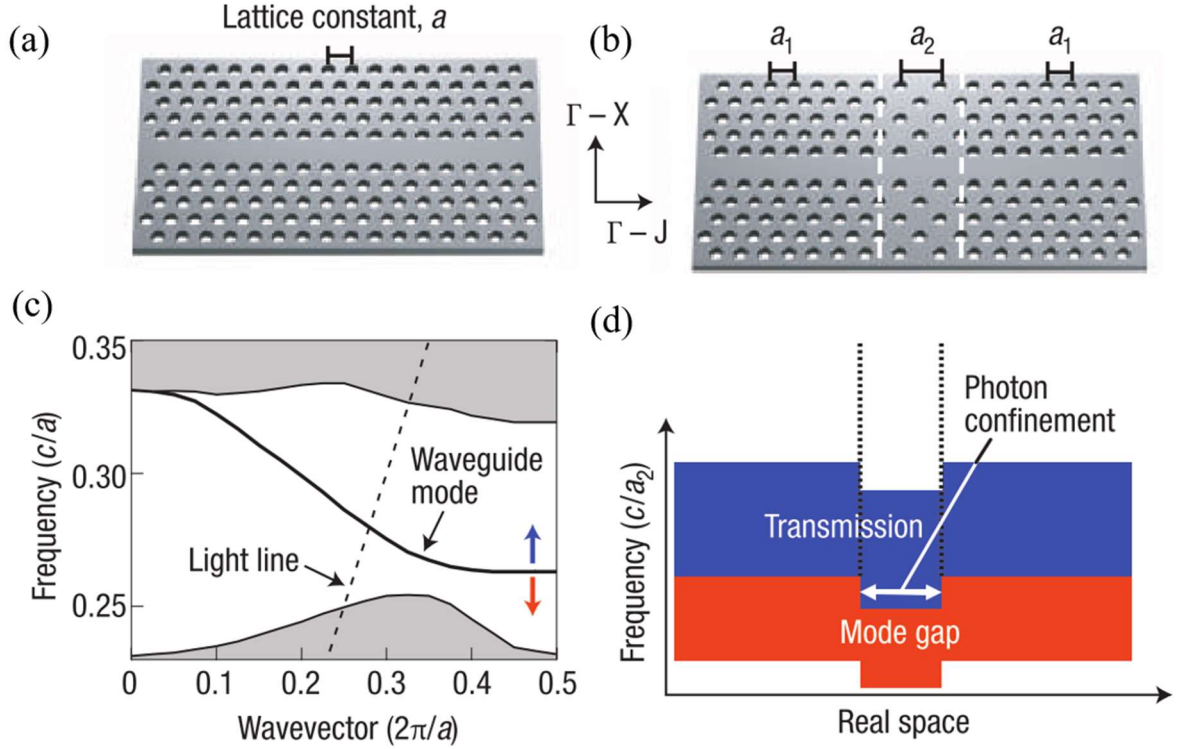 (a)
Lattice constant, a
(b)
a1
a2
a1
Γ – X
Γ – J
(c)
0.35
0.30
0.25
Frequency (c/a)
Waveguide
mode
Light line
0
0.1
0.2
0.3
0.4
0.5
Wavevector (2π/a)
(d)
Photon
confinement
Transmission
Mode gap
Frequency (c/a2)
Real space